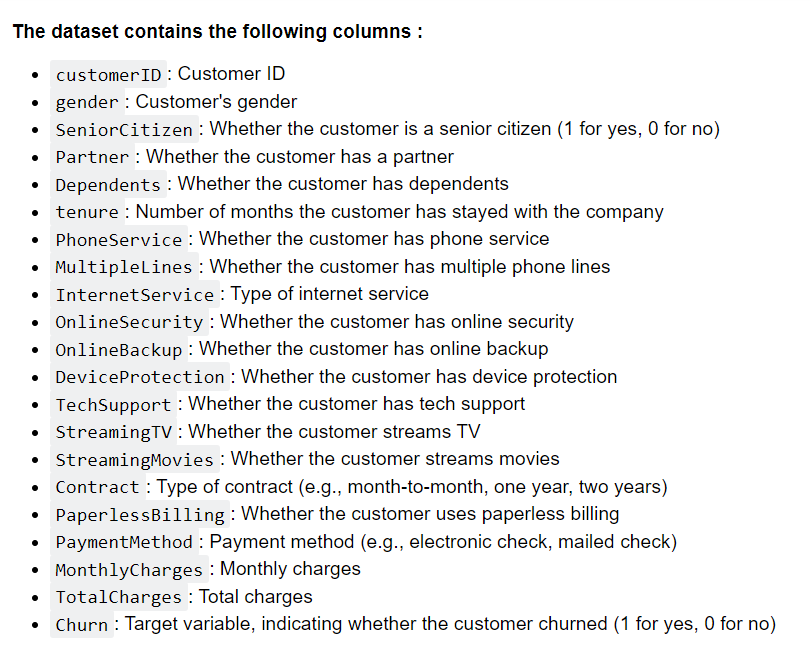 The dataset contains the following columns :
• customerID : Customer ID
• gender : Customer's gender
• SeniorCitizen : Whether the customer is a senior citizen (1 for yes, 0 for no)
• Partner : Whether the customer has a partner
• Dependents : Whether the customer has dependents
• tenure : Number of months the customer has stayed with the company
• PhoneService : Whether the customer has phone service
• MultipleLines : Whether the customer has multiple phone lines
• InternetService : Type of internet service
• OnlineSecurity : Whether the customer has online security
• OnlineBackup : Whether the customer has online backup
• DeviceProtection : Whether the customer has device protection
• TechSupport : Whether the customer has tech support
• StreamingTV : Whether the customer streams TV
• StreamingMovies : Whether the customer streams movies
• Contract : Type of contract (e.g., month-to-month, one year, two years)
• PaperlessBilling : Whether the customer uses paperless billing
• PaymentMethod : Payment method (e.g., electronic check, mailed check)
• MonthlyCharges : Monthly charges
• TotalCharges : Total charges
• Churn : Target variable, indicating whether the customer churned (1 for yes, 0 for no)